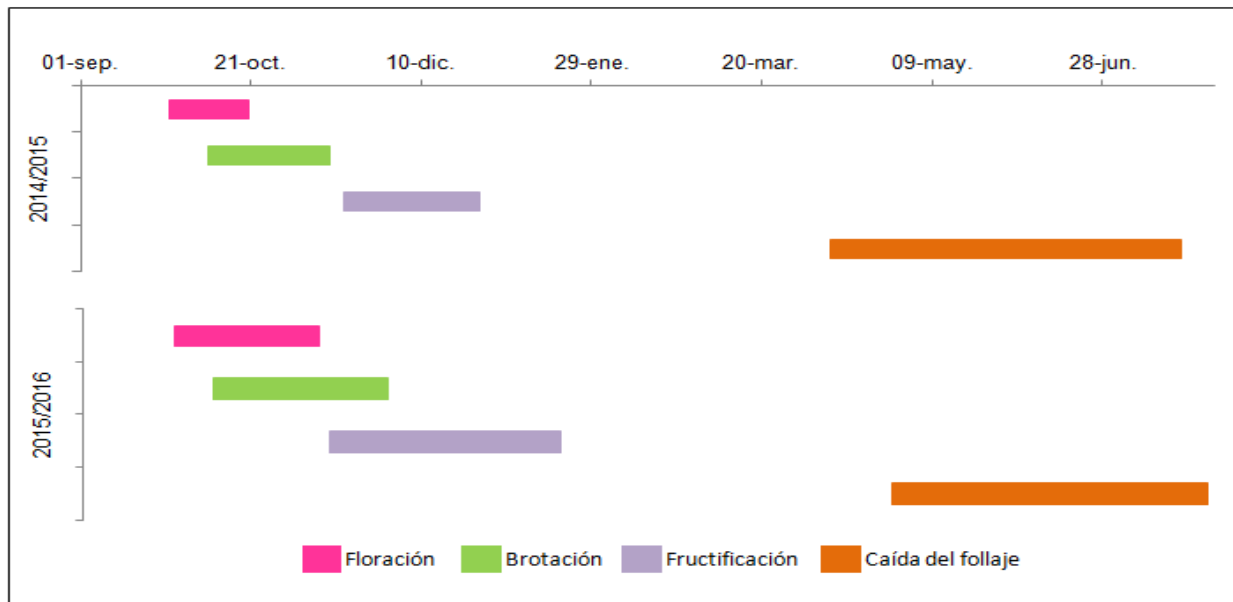 01-sep. 21-oct. 10-dic. 29-ene. 20-mar. 09-may. 28-jun.
2014/2015
2015/2016
Floración Brotación Fructificación Caída del follaje